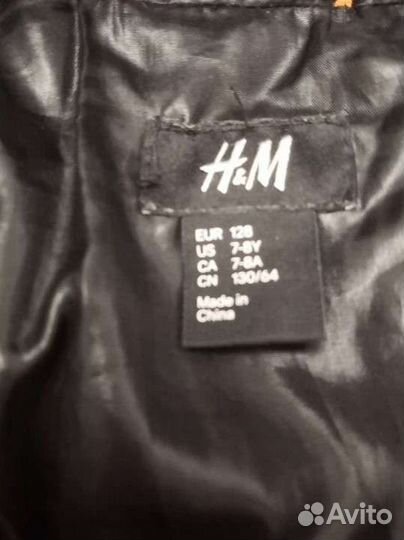 H&M
EUR 128
US 7-8Y
CA 7-8A
CN 130/64
Made in
China
Avito